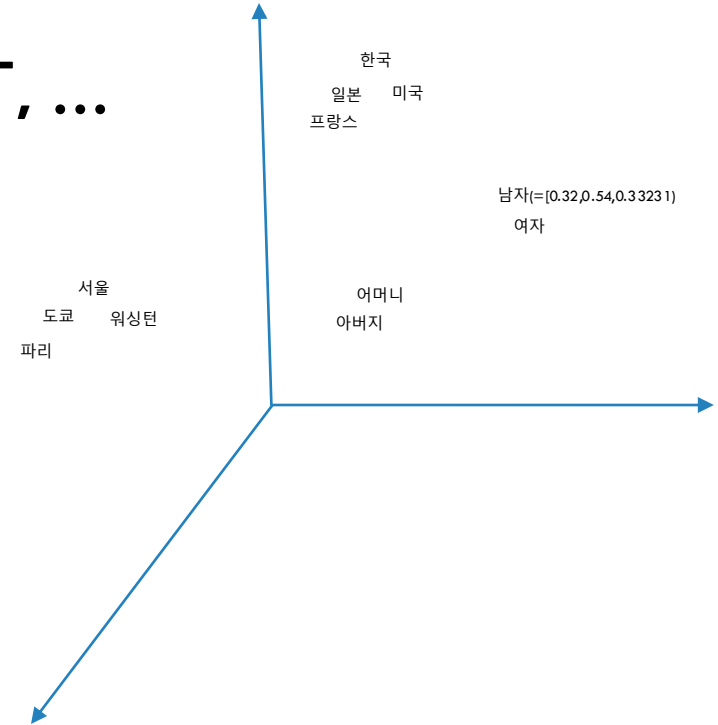 , ...
한국
일본 미국
프랑스
남자(=[0.32,0.54,0.33231)
여자
서울
도쿄 워싱턴
파리
어머니
아버지